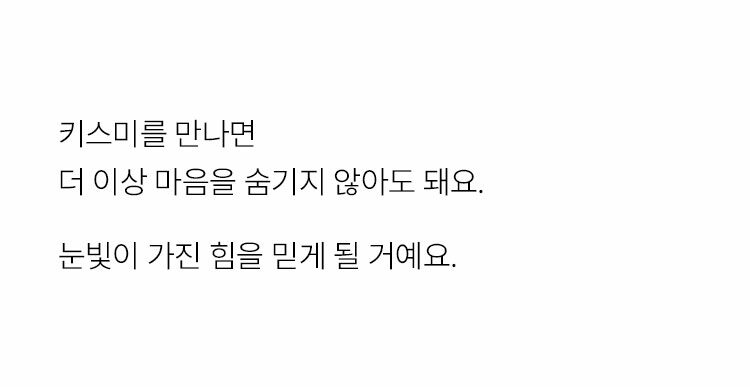 키스미를 만나면
더 이상 마음을 숨기지 않아도 돼요.
눈빛이 가진 힘을 믿게 될 거예요.